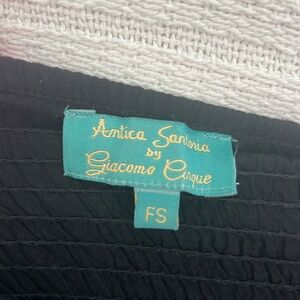 Antica Sartoria
by
Giacomo Cinque
FS